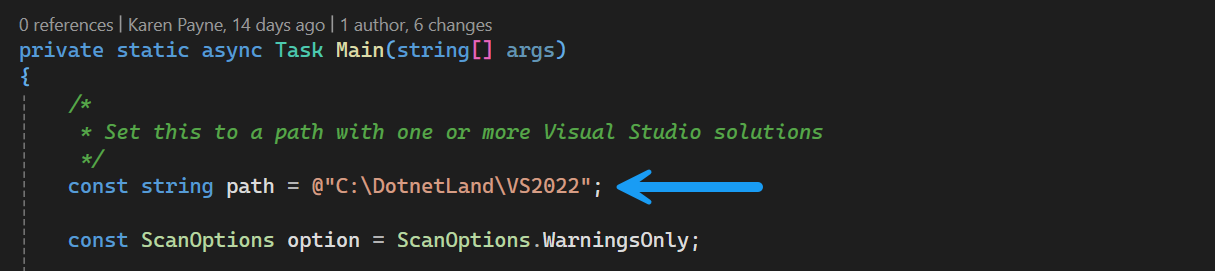 0 references | Karen Payne, 14 days ago | 1 author, 6 changes
private static async Task Main(string[] args)
{
/*
* Set this to a path with one or more Visual Studio solutions
*/
const string path = @"C:\DotnetLand\VS2022";
const ScanOptions option = ScanOptions.WarningsOnly;